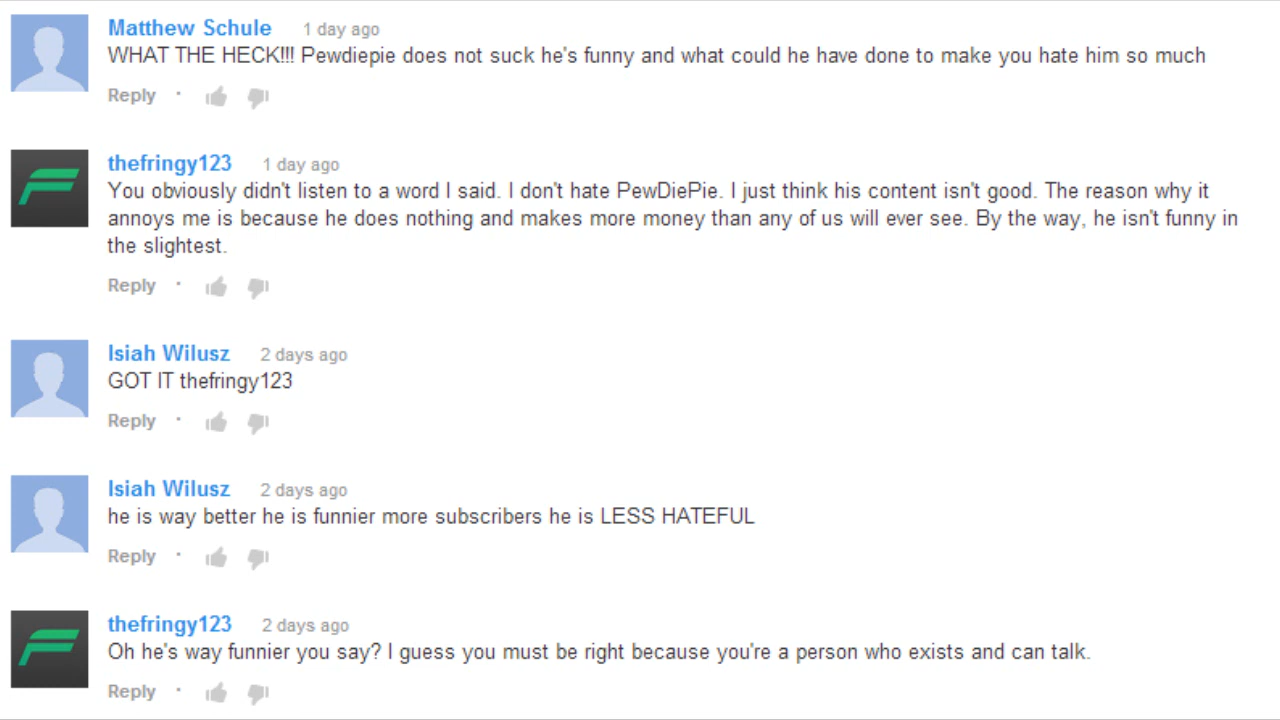 Matthew Schule 1 day ago
WHAT THE HECK!!! Pewdiepie does not suck he's funny and what could he have done to make you hate him so much
Reply ·
thefringy123 1 day ago
You obviously didn't listen to a word I said. I don't hate PewDiePie. I just think his content isn't good. The reason why it
annoys me is because he does nothing and makes more money than any of us will ever see. By the way, he isn't funny in
the slightest.
Reply ·
Isiah Wilusz 2 days ago
GOT IT thefringy123
Reply ·
Isiah Wilusz 2 days ago
he is way better he is funnier more subscribers he is LESS HATEFUL
Reply ·
thefringy123 2 days ago
Oh he's way funnier you say? I guess you must be right because you're a person who exists and can talk.
Reply ·